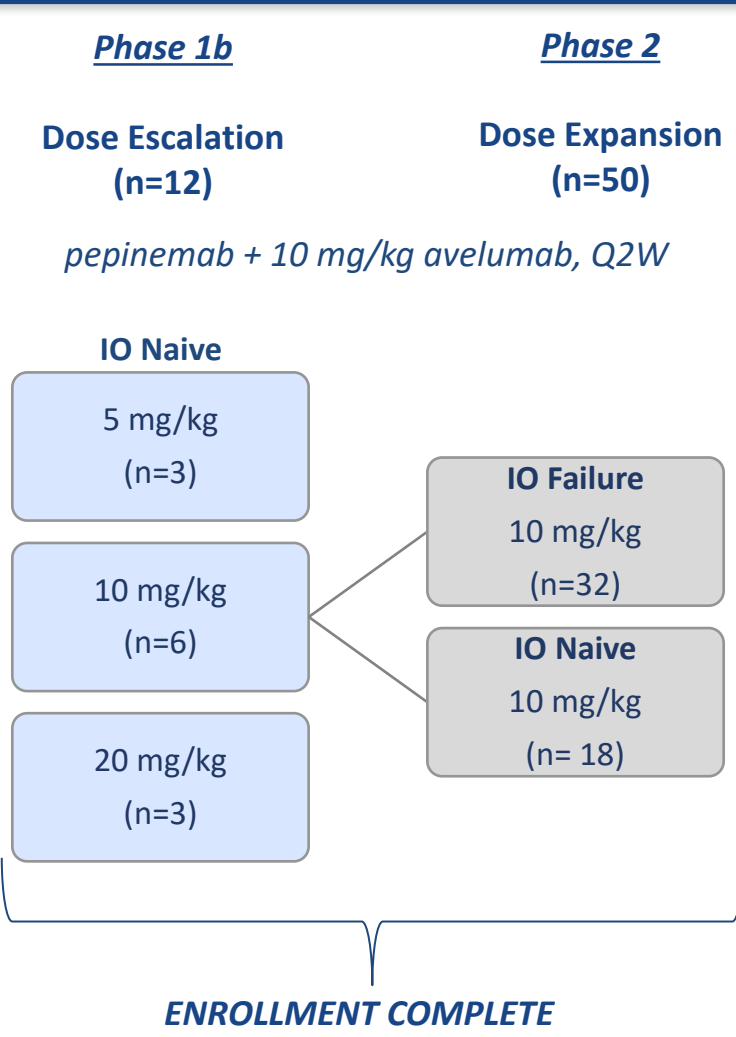 Phase 1b
Dose Escalation
(n=12)
Phase 2
Dose Expansion
(n=50)
pepinemab + 10 mg/kg avelumab, Q2W
IO Naive
5 mg/kg
(n=3)
10 mg/kg
(n=6)
20 mg/kg
(n=3)
IO Failure
10 mg/kg
(n=32)
IO Naive
10 mg/kg
(n= 18)
ENROLLMENT COMPLETE